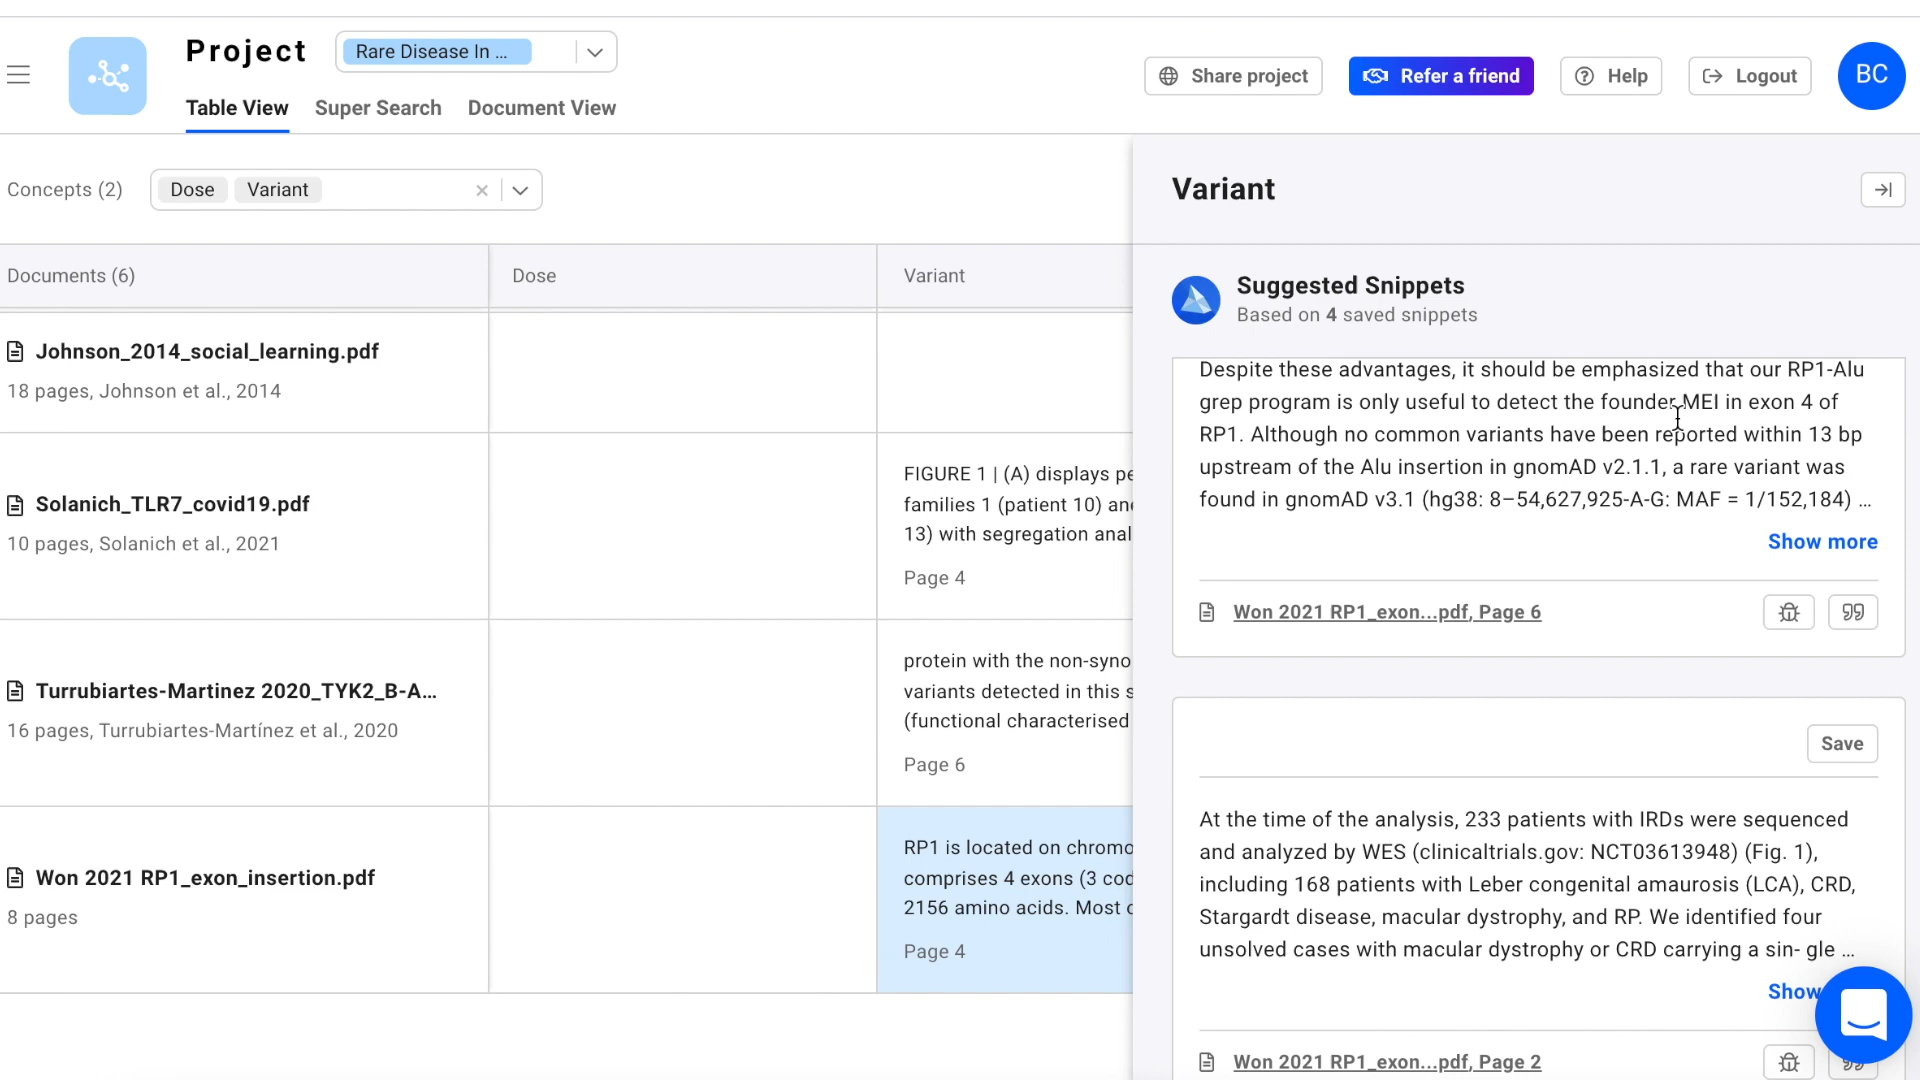 Project
Rare Disease In ...
Table View
Super Search
Document View
Share project
Refer a friend
Help
Logout
BC
Concepts (2)
Dose
Variant
Documents (6)
Dose
Variant
Johnson_2014_social_learning.pdf
18 pages, Johnson et al., 2014
Solanich_TLR7_covid19.pdf
10 pages, Solanich et al., 2021
FIGURE 1 | (A) displays pe
families 1 (patient 10) an
13) with segregation anal
Page 4
Turrubiartes-Martinez 2020_TYK2_B-A...
16 pages, Turrubiartes-Martínez et al., 2020
protein with the non-syno
variants detected in this s
(functional characterised
Page 6
Won 2021 RP1_exon_insertion.pdf
8 pages
RP1 is located on chromo
comprises 4 exons (3 cod
2156 amino acids. Most c
Page 4
Variant
Suggested Snippets
Based on 4 saved snippets
Despite these advantages, it should be emphasized that our RP1-Alu
grep program is only useful to detect the founder MEI in exon 4 of
RP1. Although no common variants have been reported within 13 bp
upstream of the Alu insertion in gnomAD v2.1.1, a rare variant was
found in gnomAD v3.1 (hg38: 8–54,627,925-A-G: MAF = 1/152,184) ...
Show more
Won 2021 RP1_exon...pdf, Page 6
Save
At the time of the analysis, 233 patients with IRDs were sequenced
and analyzed by WES (clinicaltrials.gov: NCT03613948) (Fig. 1),
including 168 patients with Leber congenital amaurosis (LCA), CRD,
Stargardt disease, macular dystrophy, and RP. We identified four
unsolved cases with macular dystrophy or CRD carrying a sin- gle ...
Show
Won 2021 RP1_exon...pdf, Page 2